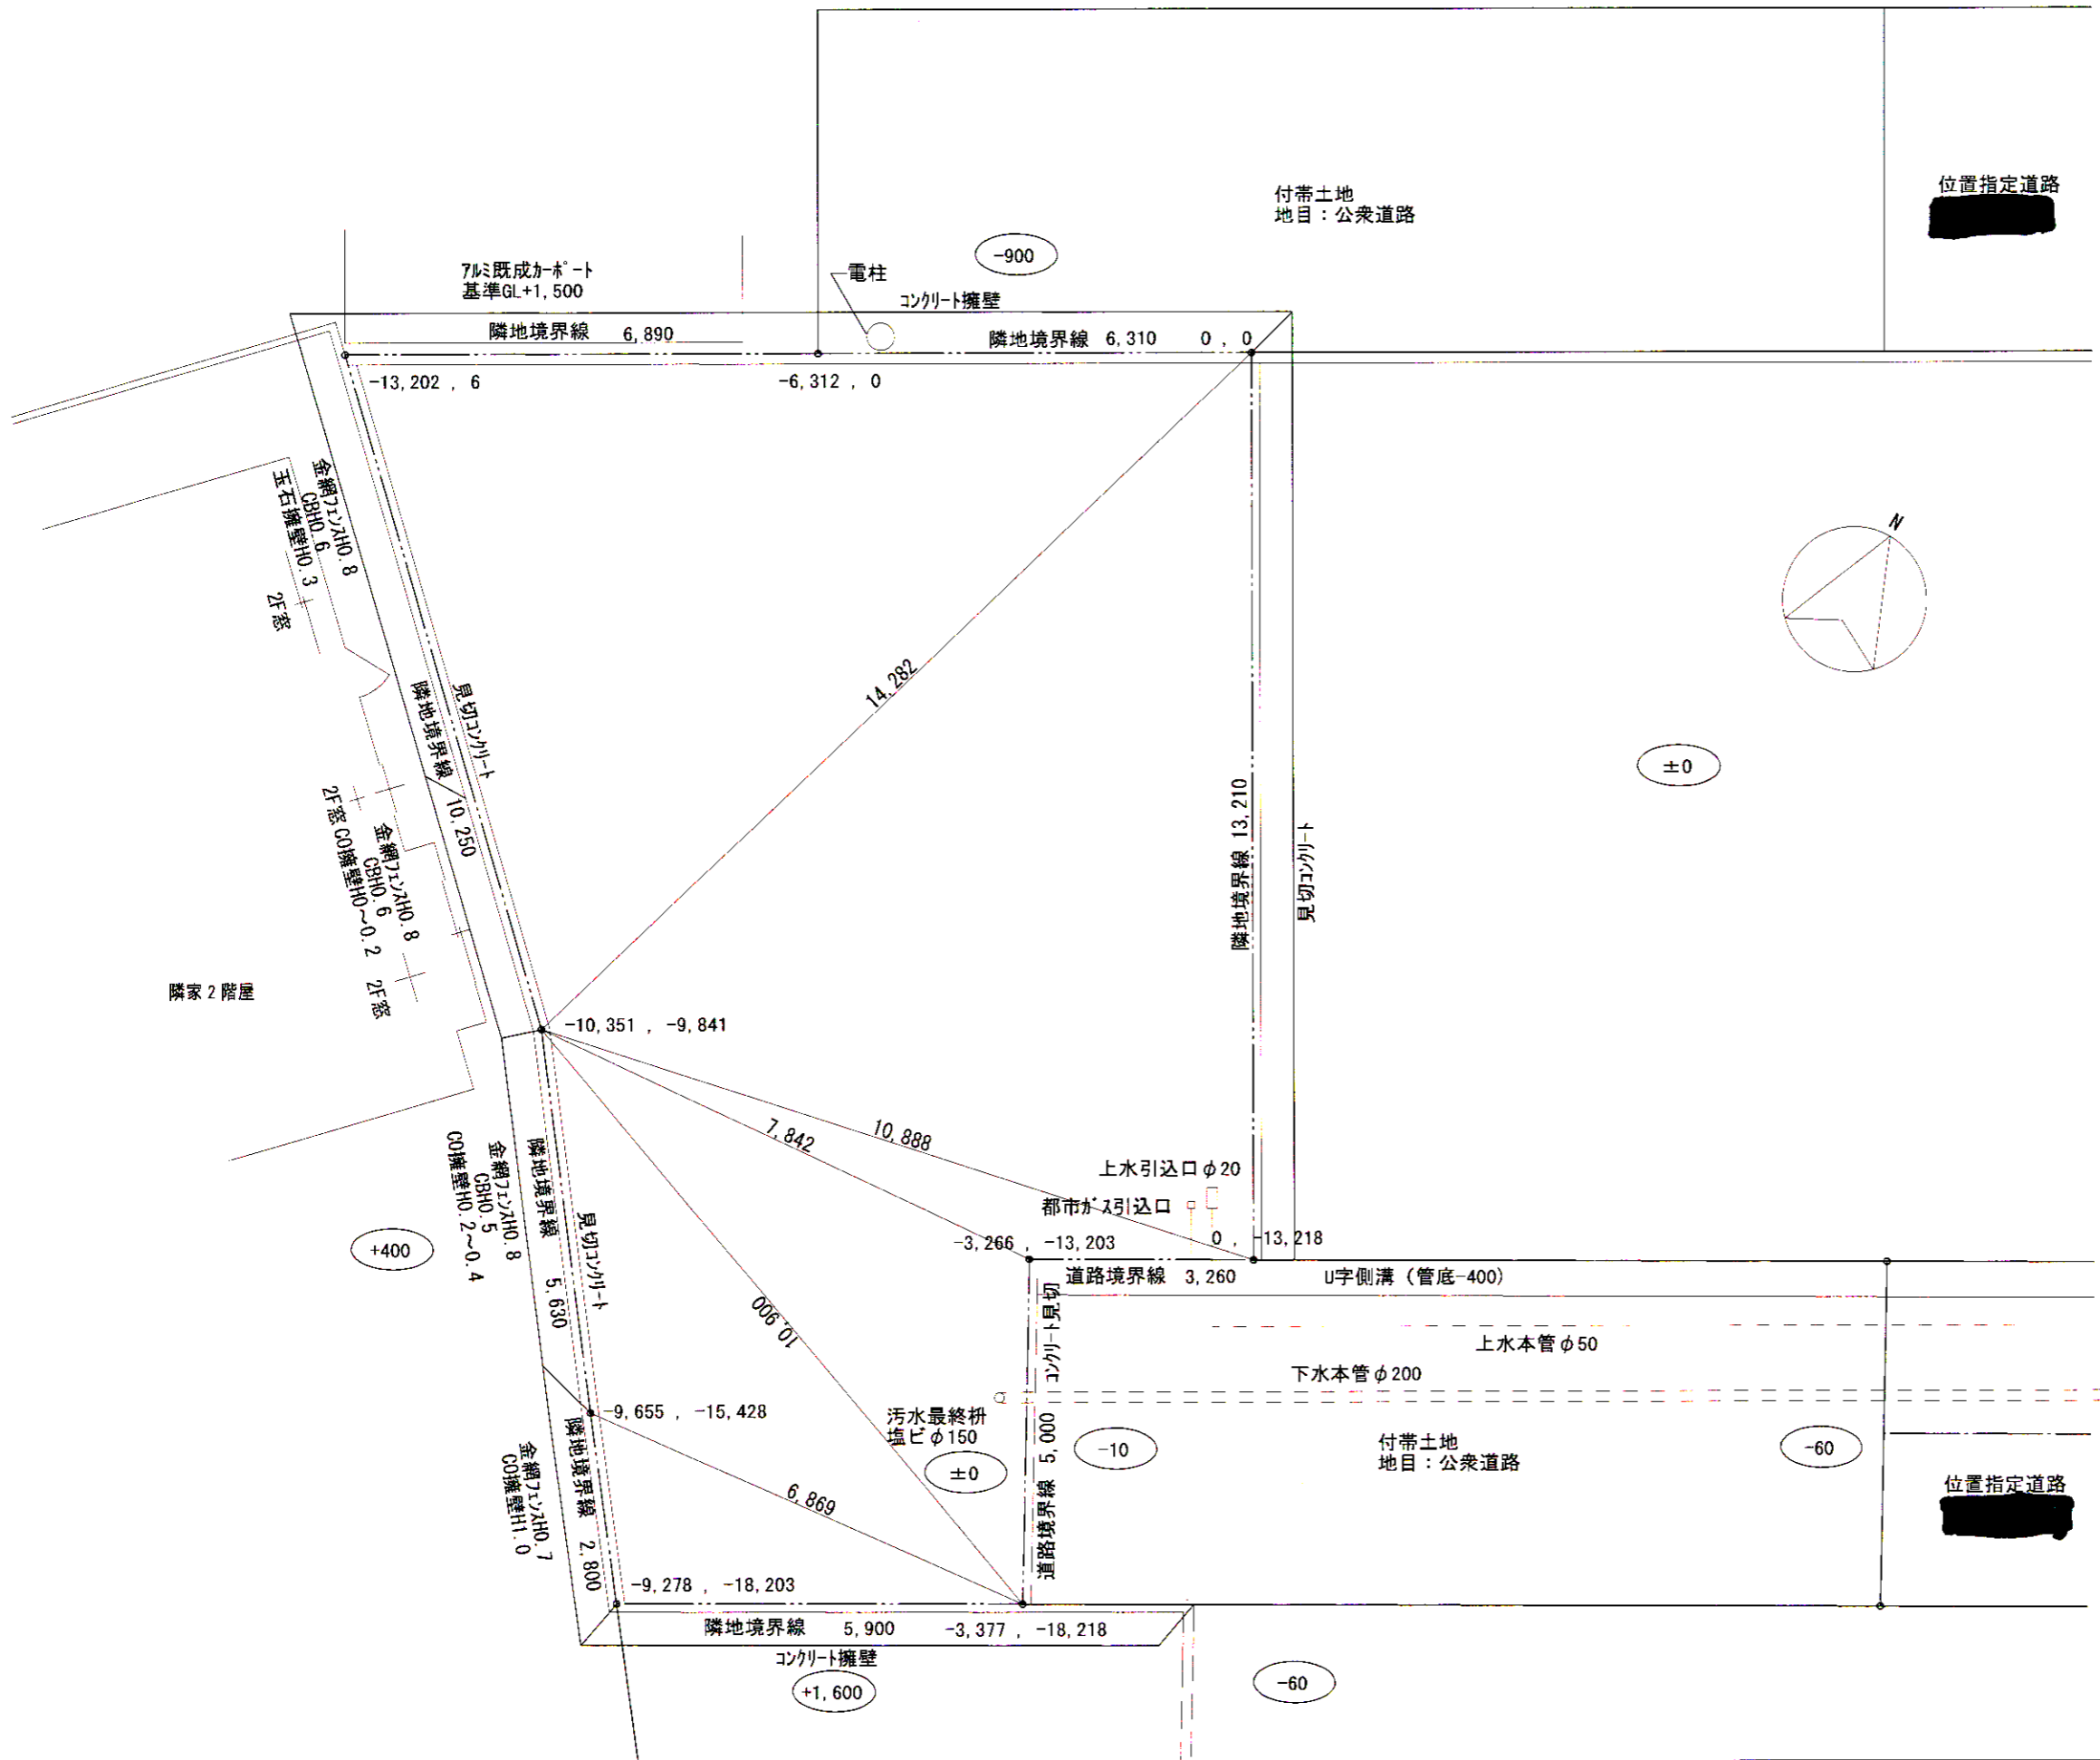 付帯土地
地目：公衆道路
位置指定道路
-900
ｱﾙﾐ既成ｶｰﾎﾟｰﾄ
基準GL+1,500
電柱
ｺﾝｸﾘｰﾄ擁壁
隣地境界線 6,890
隣地境界線 6,310
0 , 0
-13,202 , 6
-6,312 , 0
金網ﾌｪﾝｽH0.8
CBH0.6
玉石擁壁H0.3
2F窓
N
見切ｺﾝｸﾘｰﾄ
隣地境界線 10,250
14,282
±0
隣地境界線 13,210
見切ｺﾝｸﾘｰﾄ
2F窓
金網ﾌｪﾝｽH0.8
CBH0.6
CO擁壁H0～0.2
2F窓
隣家２階屋
-10,351 , -9,841
7,842
10,888
上水引込口φ20
都市ｶﾞｽ引込口
-3,266 , -13,203
0 , -13,218
道路境界線 3,260
U字側溝（管底-400）
金網ﾌｪﾝｽH0.8
CBH0.5
CO擁壁H0.2～0.4
隣地境界線 5,630
見切ｺﾝｸﾘｰﾄ
+400
10,900
ｺﾝｸﾘｰﾄ見切
上水本管φ50
下水本管φ200
-9,655 , -15,428
汚水最終枡
塩ビφ150
±0
-10
道路境界線 5,000
付帯土地
地目：公衆道路
-60
位置指定道路
6,869
金網ﾌｪﾝｽH0.7
CO擁壁H1.0
隣地境界線 2,800
-9,278 , -18,203
隣地境界線 5,900
-3,377 , -18,218
ｺﾝｸﾘｰﾄ擁壁
+1,600
-60